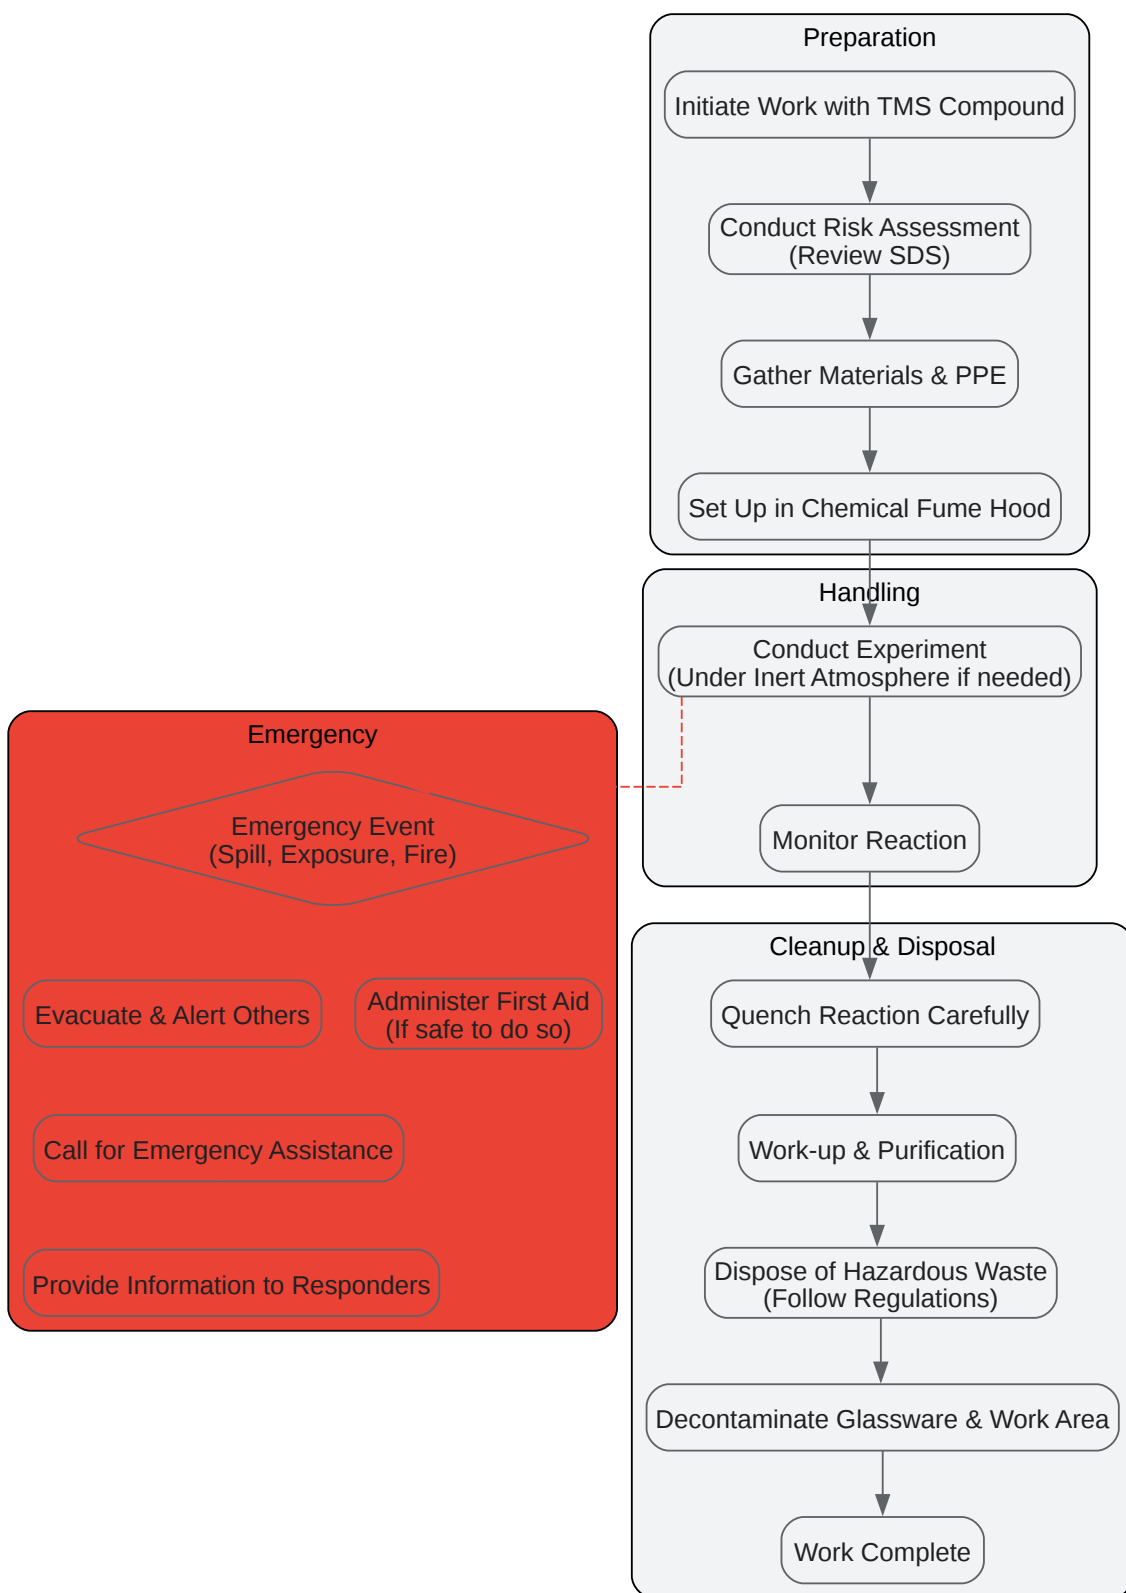 Preparation
Initiate Work with TMS Compound
Conduct Risk Assessment
(Review SDS)
Gather Materials & PPE
Set Up in Chemical Fume Hood
Handling
Conduct Experiment
(Under Inert Atmosphere if needed)
Monitor Reaction
Emergency
Emergency Event
(Spill, Exposure, Fire)
Evacuate & Alert Others
Administer First Aid
(If safe to do so)
Call for Emergency Assistance
Provide Information to Responders
Cleanup & Disposal
Quench Reaction Carefully
Work-up & Purification
Dispose of Hazardous Waste
(Follow Regulations)
Decontaminate Glassware & Work Area
Work Complete